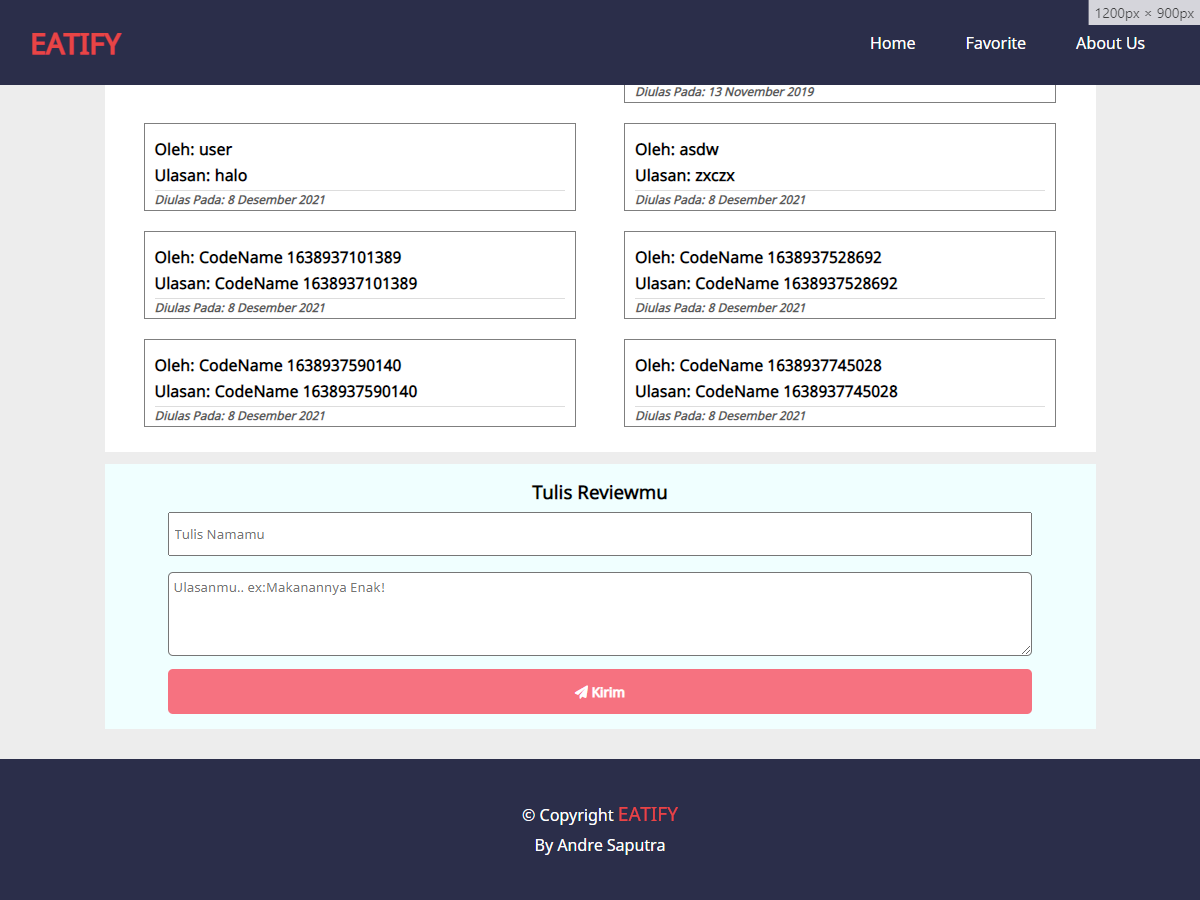 1200px × 900px
EATIFY
Home
Favorite
About Us
Diulas Pada: 13 November 2019
Oleh: user
Ulasan: halo
Diulas Pada: 8 Desember 2021
Oleh: asdw
Ulasan: zxczx
Diulas Pada: 8 Desember 2021
Oleh: CodeName 1638937101389
Ulasan: CodeName 1638937101389
Diulas Pada: 8 Desember 2021
Oleh: CodeName 1638937528692
Ulasan: CodeName 1638937528692
Diulas Pada: 8 Desember 2021
Oleh: CodeName 1638937590140
Ulasan: CodeName 1638937590140
Diulas Pada: 8 Desember 2021
Oleh: CodeName 1638937745028
Ulasan: CodeName 1638937745028
Diulas Pada: 8 Desember 2021
Tulis Reviewmu
Tulis Namamu
Ulasanmu.. ex:Makanannya Enak!
Kirim
© Copyright EATIFY
By Andre Saputra